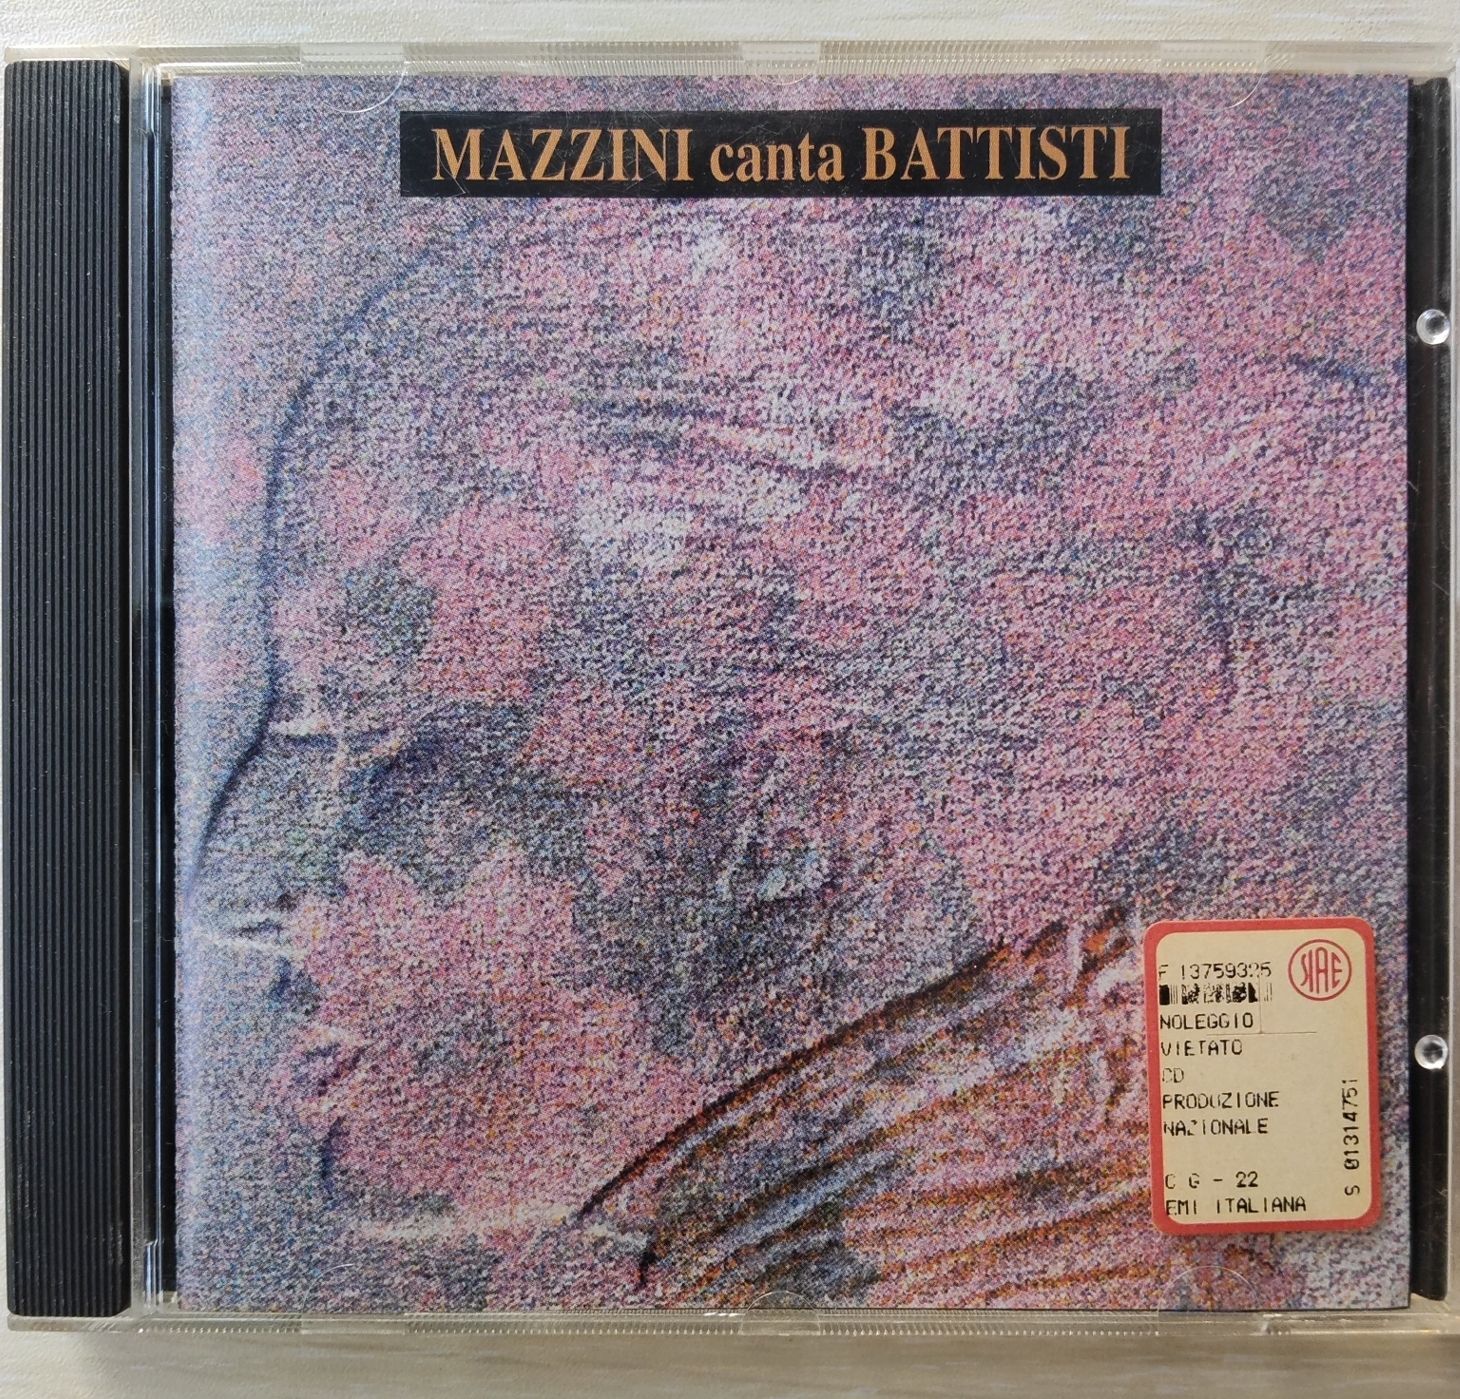 MAZZINI canta BATTISTI
SIAE
NOLEGGIO
VIETATO
CD
PRODUZIONE
NAZIONALE
C G - 22
EMI ITALIANA
S 01314751